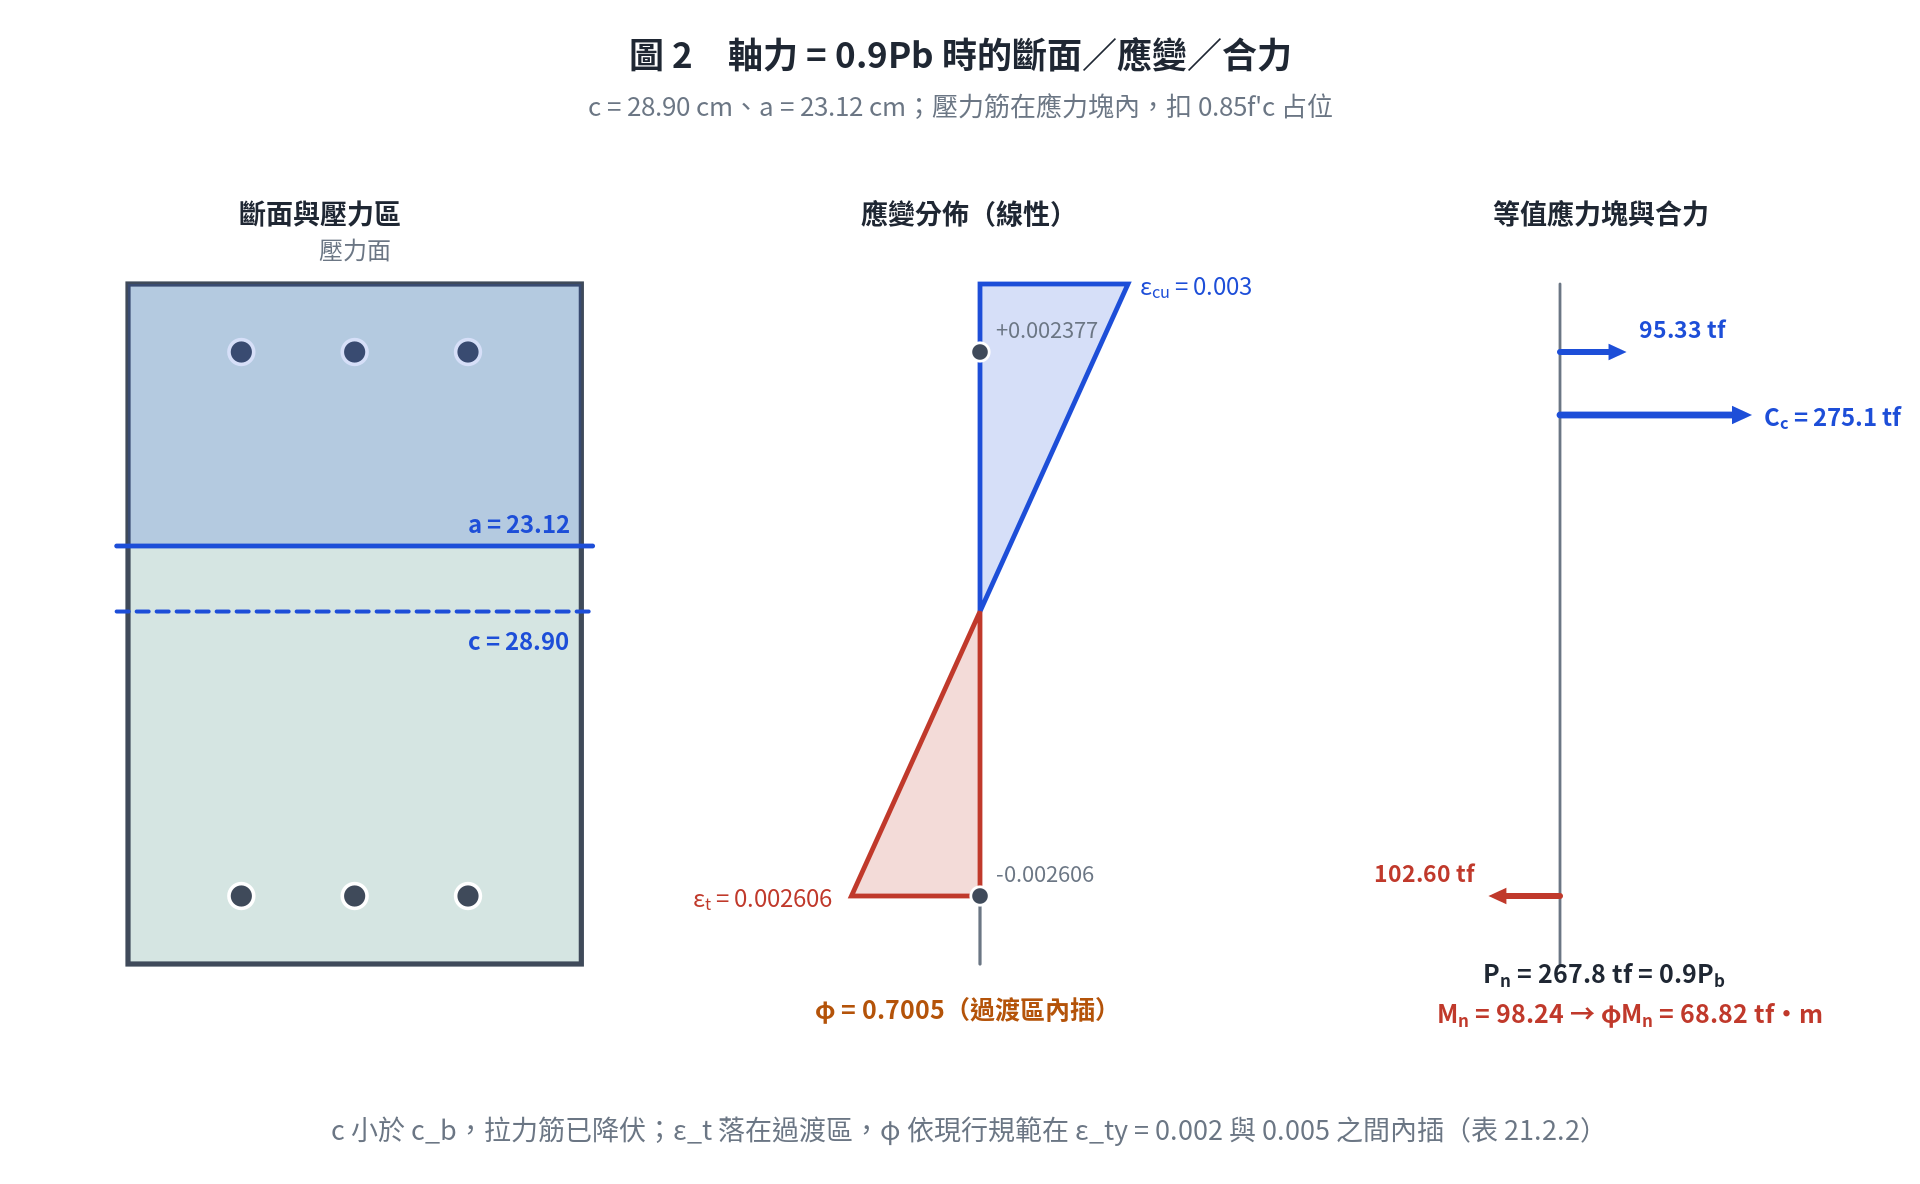 圖 2　軸力 = 0.9Pb 時的斷面／應變／合力
c = 28.90 cm、a = 23.12 cm；壓力筋在應力塊內，扣 0.85f'c 占位
斷面與壓力區
壓力面
a = 23.12
c = 28.90
應變分佈（線性）
εcu = 0.003
+0.002377
-0.002606
εt = 0.002606
ϕ = 0.7005（過渡區內插）
等值應力塊與合力
95.33 tf
Cc = 275.1 tf
102.60 tf
Pn = 267.8 tf = 0.9Pb
Mn = 98.24 → ϕMn = 68.82 tf・m
c 小於 c_b，拉力筋已降伏；ε_t 落在過渡區，ϕ 依現行規範在 ε_ty = 0.002 與 0.005 之間內插（表 21.2.2）